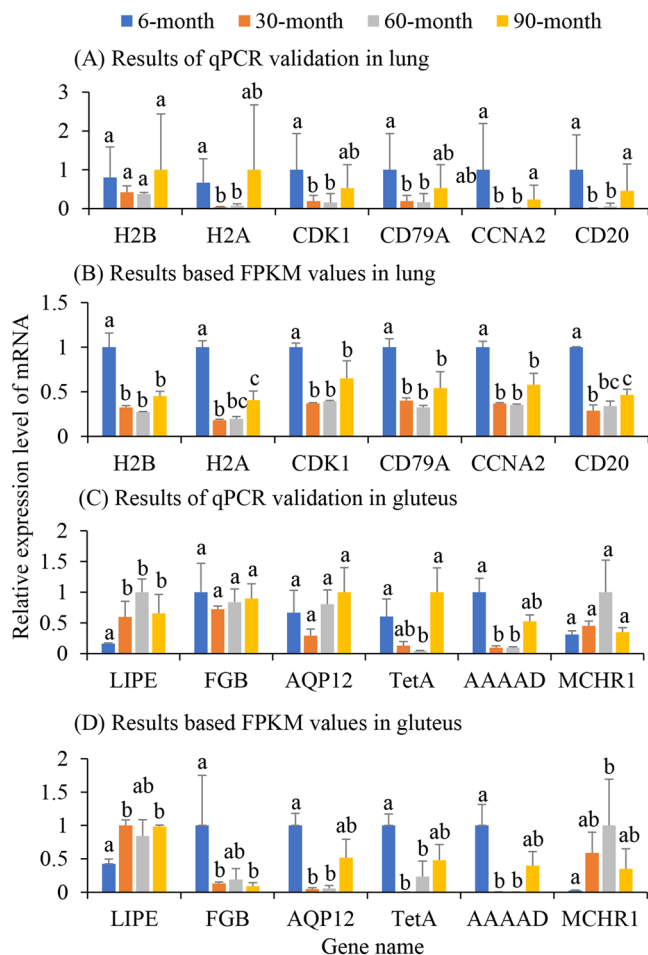 6-month 30-month 60-month 90-month
(A) Results of qPCR validation in lung
3
2
1
0
a a a a a b b ab a b b ab a b b ab ab a b b a a b b a
H2B H2A CDK1 CD79A CCNA2 CD20
(B) Results based FPKM values in lung
1.5
1
0.5
0
a b b b a b bc c a b b b a b b b a b b b a b bc c
H2B H2A CDK1 CD79A CCNA2 CD20
(C) Results of qPCR validation in gluteus
2
1.5
1
0.5
0
a b b b a a a a a a a a a ab b a a b b ab a a a a
LIPE FGB AQP12 TetA AAAAD MCHR1
(D) Results based FPKM values in gluteus
2
1.5
1
0.5
0
a b ab b a b ab b a b b ab a b ab ab a b b ab a ab b ab
LIPE FGB AQP12 TetA AAAAD MCHR1
Gene name
Relative expression level of mRNA